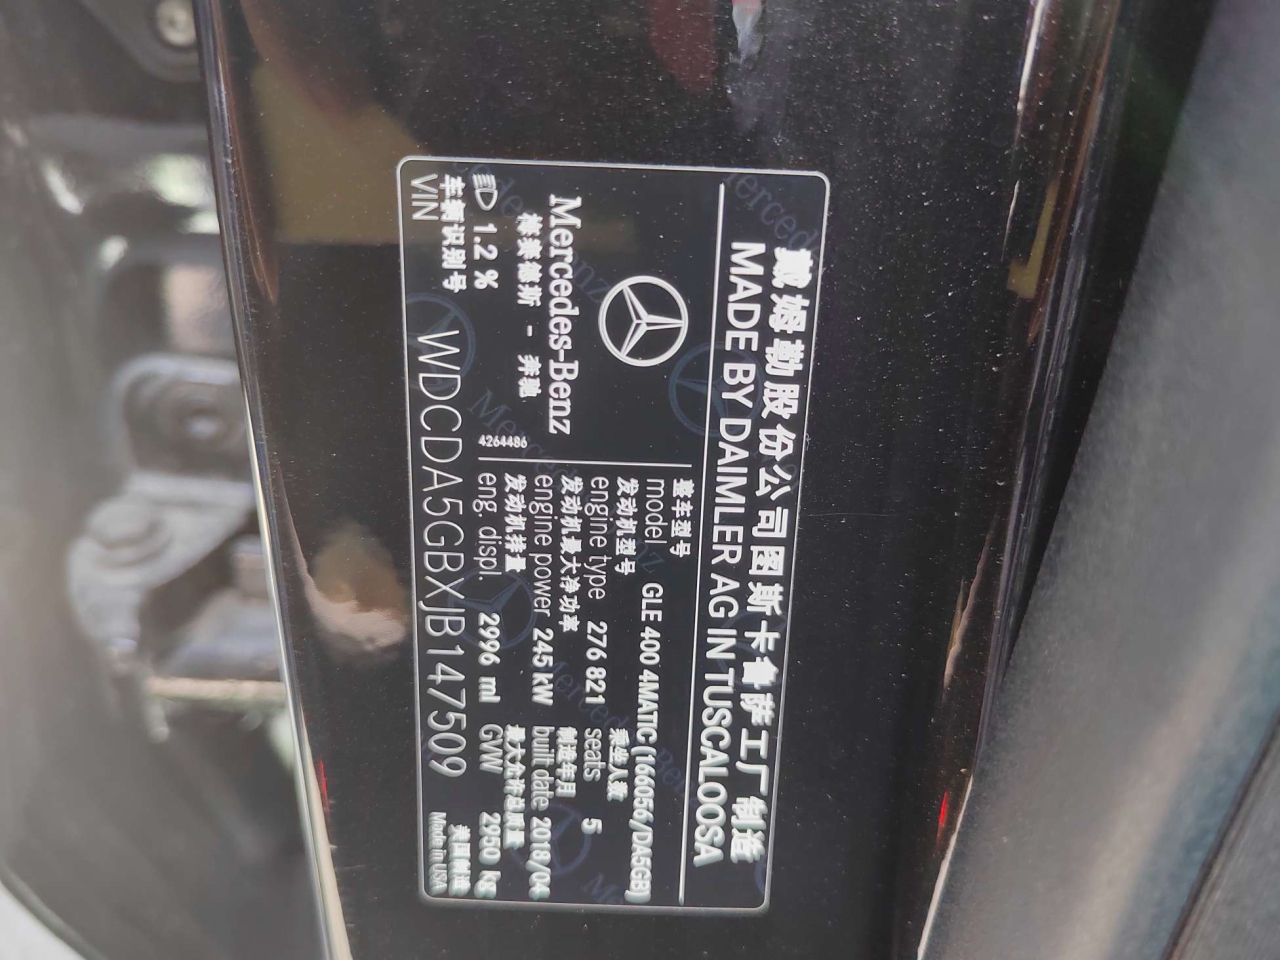 戴姆勒股份公司图斯卡鲁萨工厂制造
MADE BY DAIMLER AG IN TUSCALOOSA
Mercedes-Benz
梅赛德斯 - 奔驰
4264486
1.2 %
整车型号
model GLE 400 4MATIC (166056/DA5GB)
发动机型号 乘坐人数
engine type 276 821 seats 5
发动机最大净功率 制造年月
engine power 245 kW built date 2018/04
发动机排量 最大允许总质量
eng. displ. 2996 ml GVW 2950 kg
车辆识别号 美国制造
VIN WDCDA5GBXJB147509 Made in USA